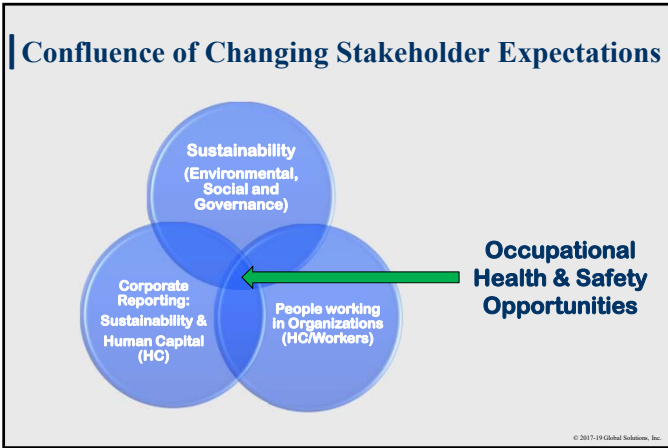 Confluence of Changing Stakeholder Expectations
Sustainability
(Environmental,
Social and
Governance)
Corporate
Reporting:
Sustainability &
Human Capital
(HC)
People working
in Organizations
(HC/Workers)
Occupational
Health & Safety
Opportunities
© 2017-19 Global Solutions, Inc.